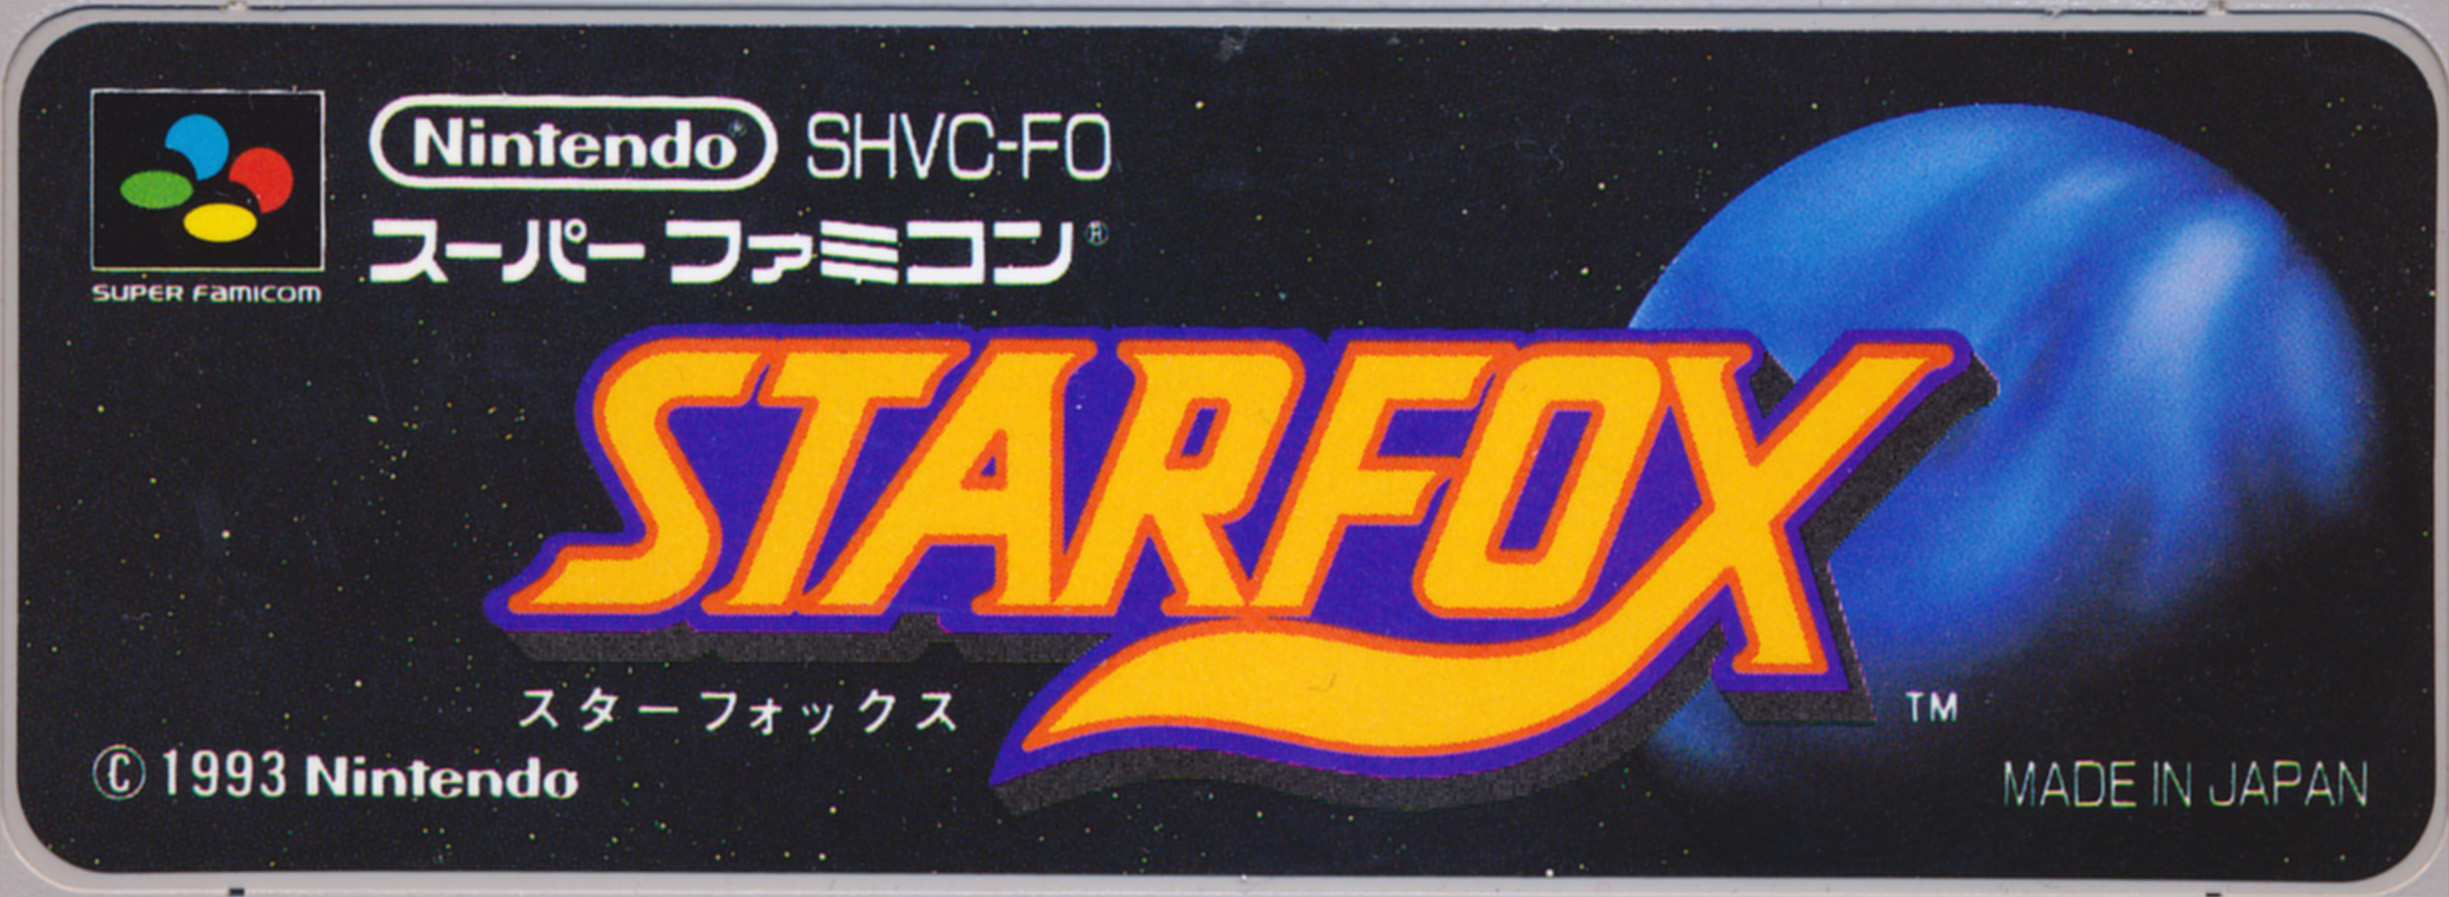 Nintendo® SHVC-FO
スーパーファミコン®
SUPER FAMICOM
STARFOX
スターフォックス
TM
© 1993 Nintendo
MADE IN JAPAN